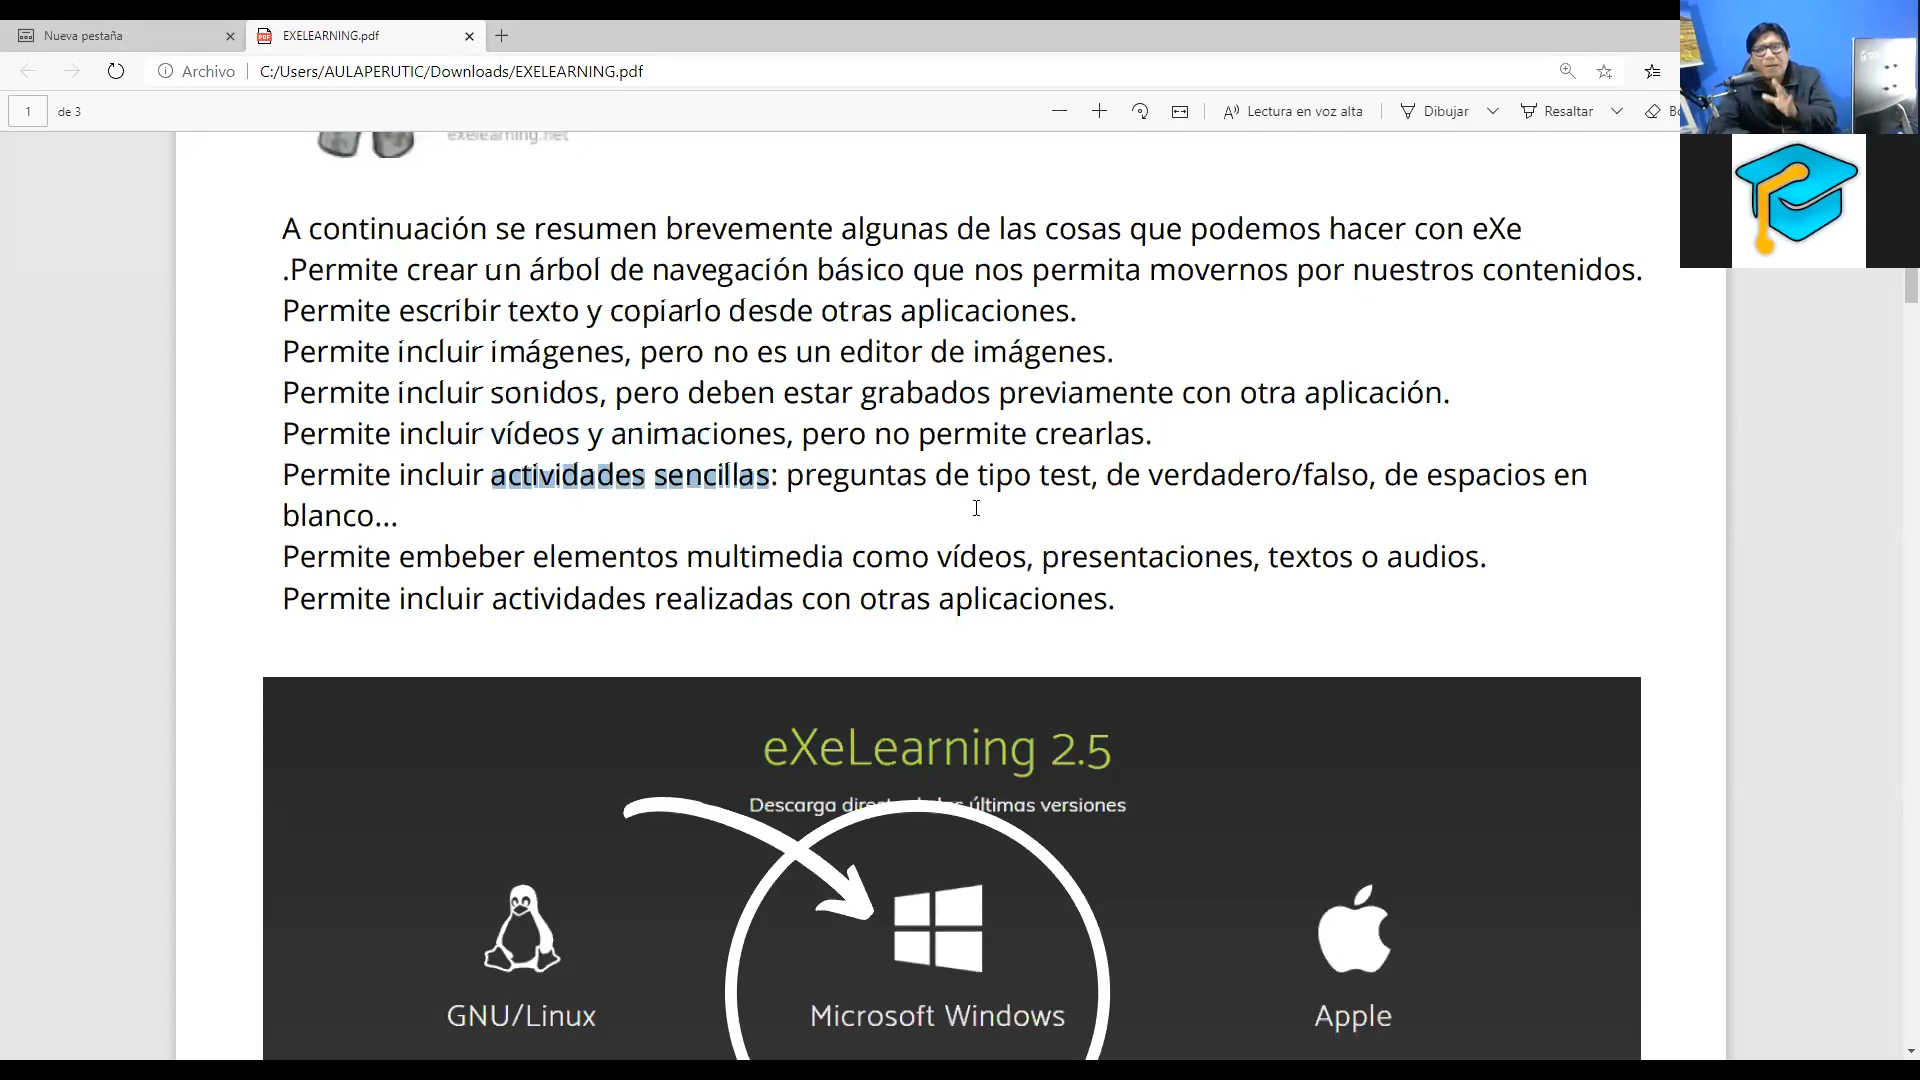 Nueva pestaña
EXELEARNING.pdf
Archivo
C:/Users/AULAPERUTIC/Downloads/EXELEARNING.pdf
1 de 3
Lectura en voz alta
Dibujar
Resaltar
exelearning.net
A continuación se resumen brevemente algunas de las cosas que podemos hacer con eXe
.Permite crear un árbol de navegación básico que nos permita movernos por nuestros contenidos.
Permite escribir texto y copiarlo desde otras aplicaciones.
Permite incluir imágenes, pero no es un editor de imágenes.
Permite incluir sonidos, pero deben estar grabados previamente con otra aplicación.
Permite incluir vídeos y animaciones, pero no permite crearlas.
Permite incluir actividades sencillas: preguntas de tipo test, de verdadero/falso, de espacios en
blanco...
Permite embeber elementos multimedia como vídeos, presentaciones, textos o audios.
Permite incluir actividades realizadas con otras aplicaciones.
eXeLearning 2.5
Descarga últimas versiones
GNU/Linux
Microsoft Windows
Apple